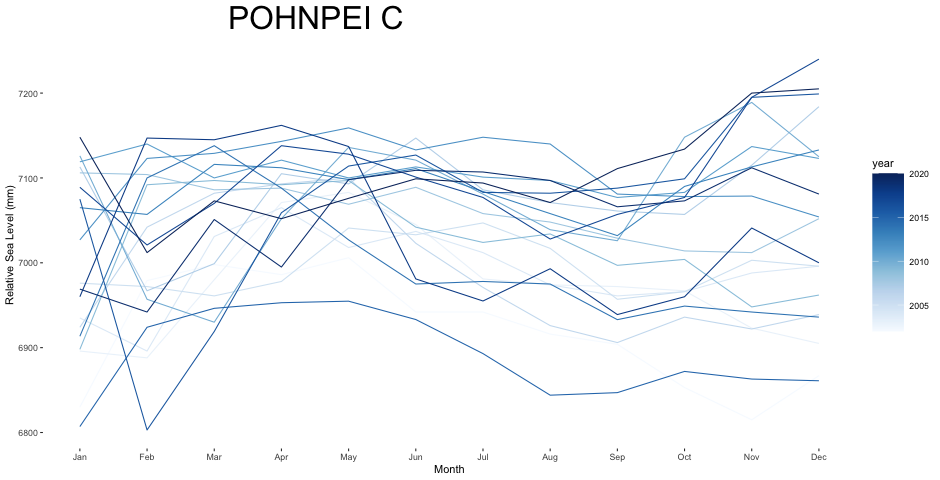 POHNPEI C
Relative Sea Level (mm)
7200
7100
7000
6900
6800
Jan Feb Mar Apr May Jun Jul Aug Sep Oct Nov Dec
Month
year
2020
2015
2010
2005